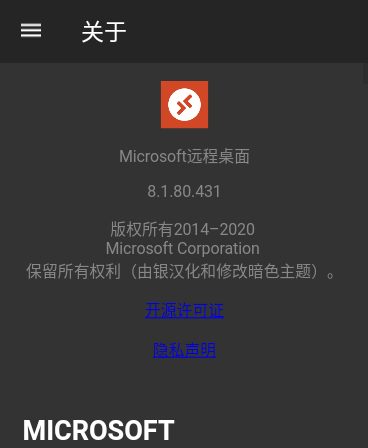 关于
Microsoft远程桌面
8.1.80.431
版权所有2014–2020
Microsoft Corporation
保留所有权利（由银汉化和修改暗色主题）。
开源许可证
隐私声明
MICROSOFT